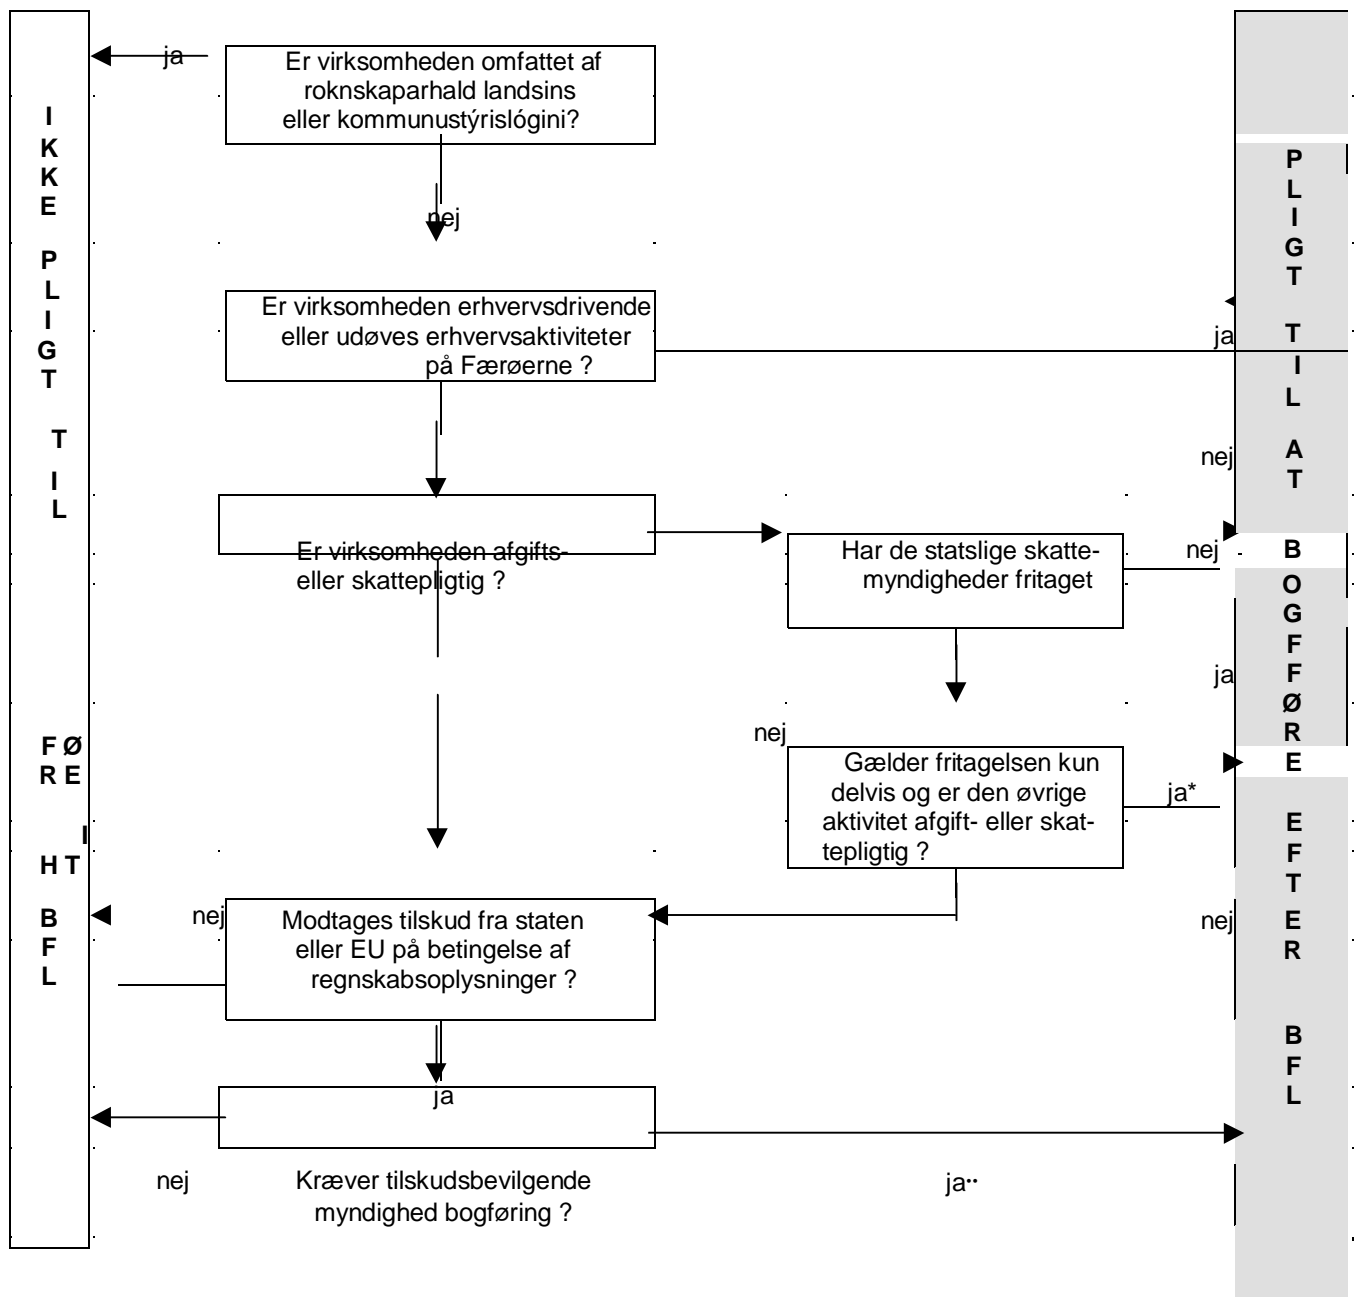 I
K
K
E
P
L
I
G
T
T
I
L
F Ø
R E
I
H T
B
F
L
ja
Er virksomheden omfattet af
roknskaparhald landsins
eller kommunustýrislógini?
nej
Er virksomheden erhvervsdrivende
eller udøves erhvervsaktiviteter
på Færøerne ?
ja
nej
Er virksomheden afgifts-
eller skattepligtig ?
Har de statslige skatte-
myndigheder fritaget
nej
ja
nej
Gælder fritagelsen kun
delvis og er den øvrige
aktivitet afgift- eller skat-
tepligtig ?
ja*
nej
Modtages tilskud fra staten
eller EU på betingelse af
regnskabsoplysninger ?
nej
ja
nej
Kræver tilskudsbevilgende
myndighed bogføring ?
ja••
P
L
I
G
T
T
I
L
A
T
B
O
G
F
F
Ø
R
E
E
F
T
E
R
B
F
L